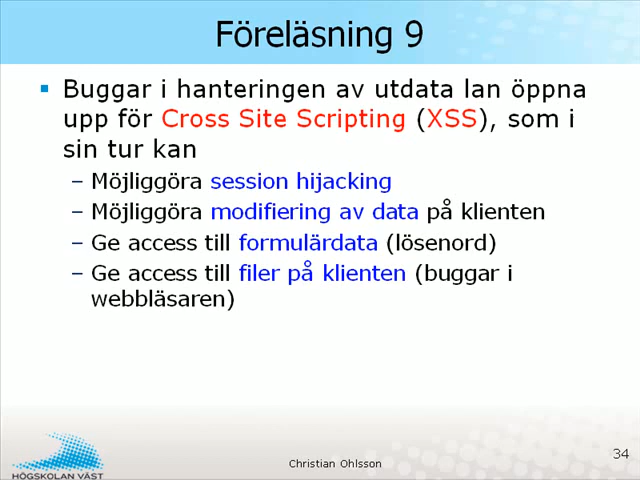 Föreläsning 9
Buggar i hanteringen av utdata lan öppna
upp för Cross Site Scripting (XSS), som i
sin tur kan
– Möjliggöra session hijacking
– Möjliggöra modifiering av data på klienten
– Ge access till formulärdata (lösenord)
– Ge access till filer på klienten (buggar i
webbläsaren)
34
Christian Ohlsson
HÖGSKOLAN VÄST